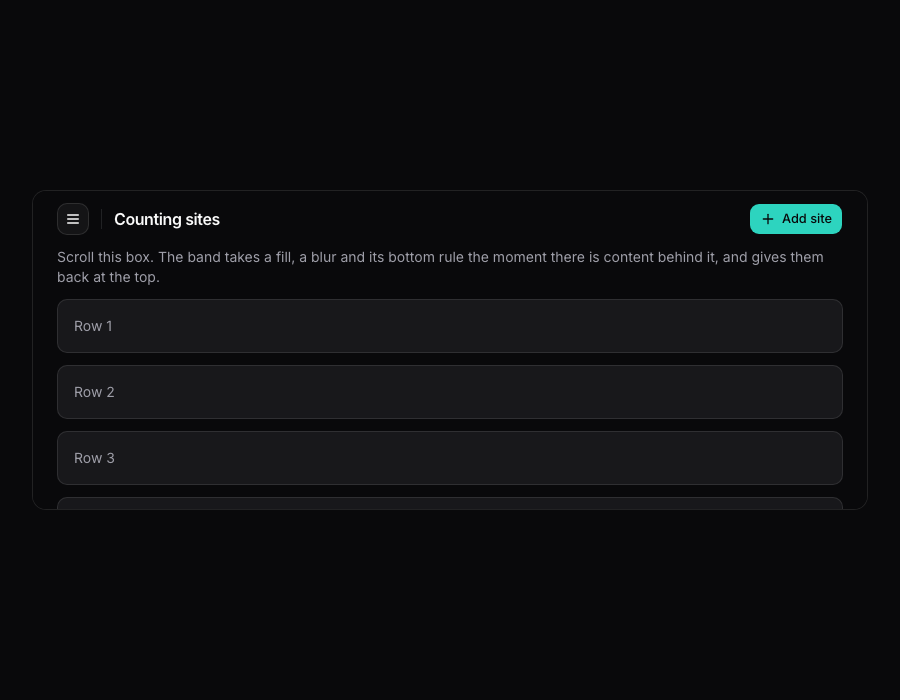 Counting sites
Add site
Scroll this box. The band takes a fill, a blur and its bottom rule the moment there is content behind it, and gives them
back at the top.
Row 1
Row 2
Row 3